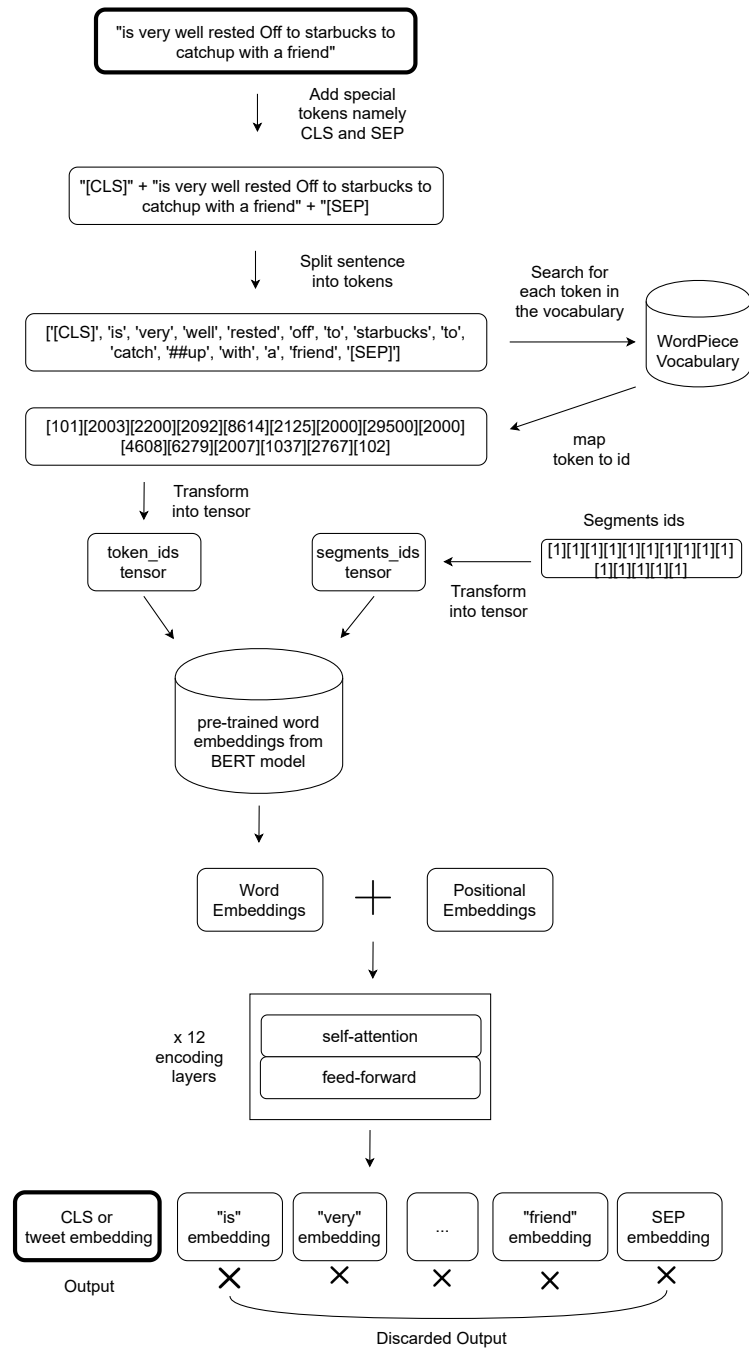 "is very well rested Off to starbucks to
catchup with a friend"
Add special
tokens namely
CLS and SEP
"[CLS]" + "is very well rested Off to starbucks to
catchup with a friend" + "[SEP]
Split sentence
into tokens
Search for
each token in
the vocabulary
['[CLS]', 'is', 'very', 'well', 'rested', 'off', 'to', 'starbucks', 'to',
'catch', '##up', 'with', 'a', 'friend', '[SEP]']
WordPiece
Vocabulary
[101][2003][2200][2092][8614][2125][2000][29500][2000]
[4608][6279][2007][1037][2767][102]
map
token to id
Transform
into tensor
Segments ids
token_ids
tensor
segments_ids
tensor
[1][1][1][1][1][1][1][1][1][1]
[1][1][1][1][1]
Transform
into tensor
pre-trained word
embeddings from
BERT model
Word
Embeddings
Positional
Embeddings
x 12
encoding
layers
self-attention
feed-forward
CLS or
tweet embedding
"is"
embedding
"very"
embedding
...
"friend"
embedding
SEP
embedding
Output
Discarded Output